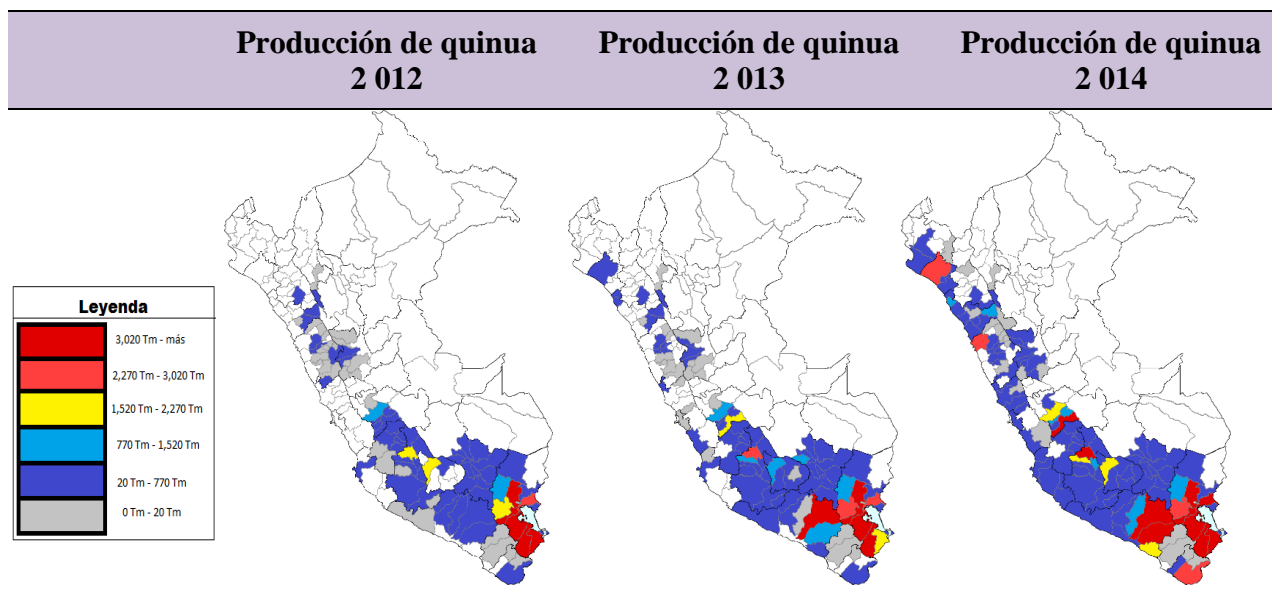 Producción de quinua
2 012
Producción de quinua
2 013
Producción de quinua
2 014
Leyenda
3,020 Tm - más
2,270 Tm - 3,020 Tm
1,520 Tm - 2,270 Tm
770 Tm - 1,520 Tm
20 Tm - 770 Tm
0 Tm - 20 Tm